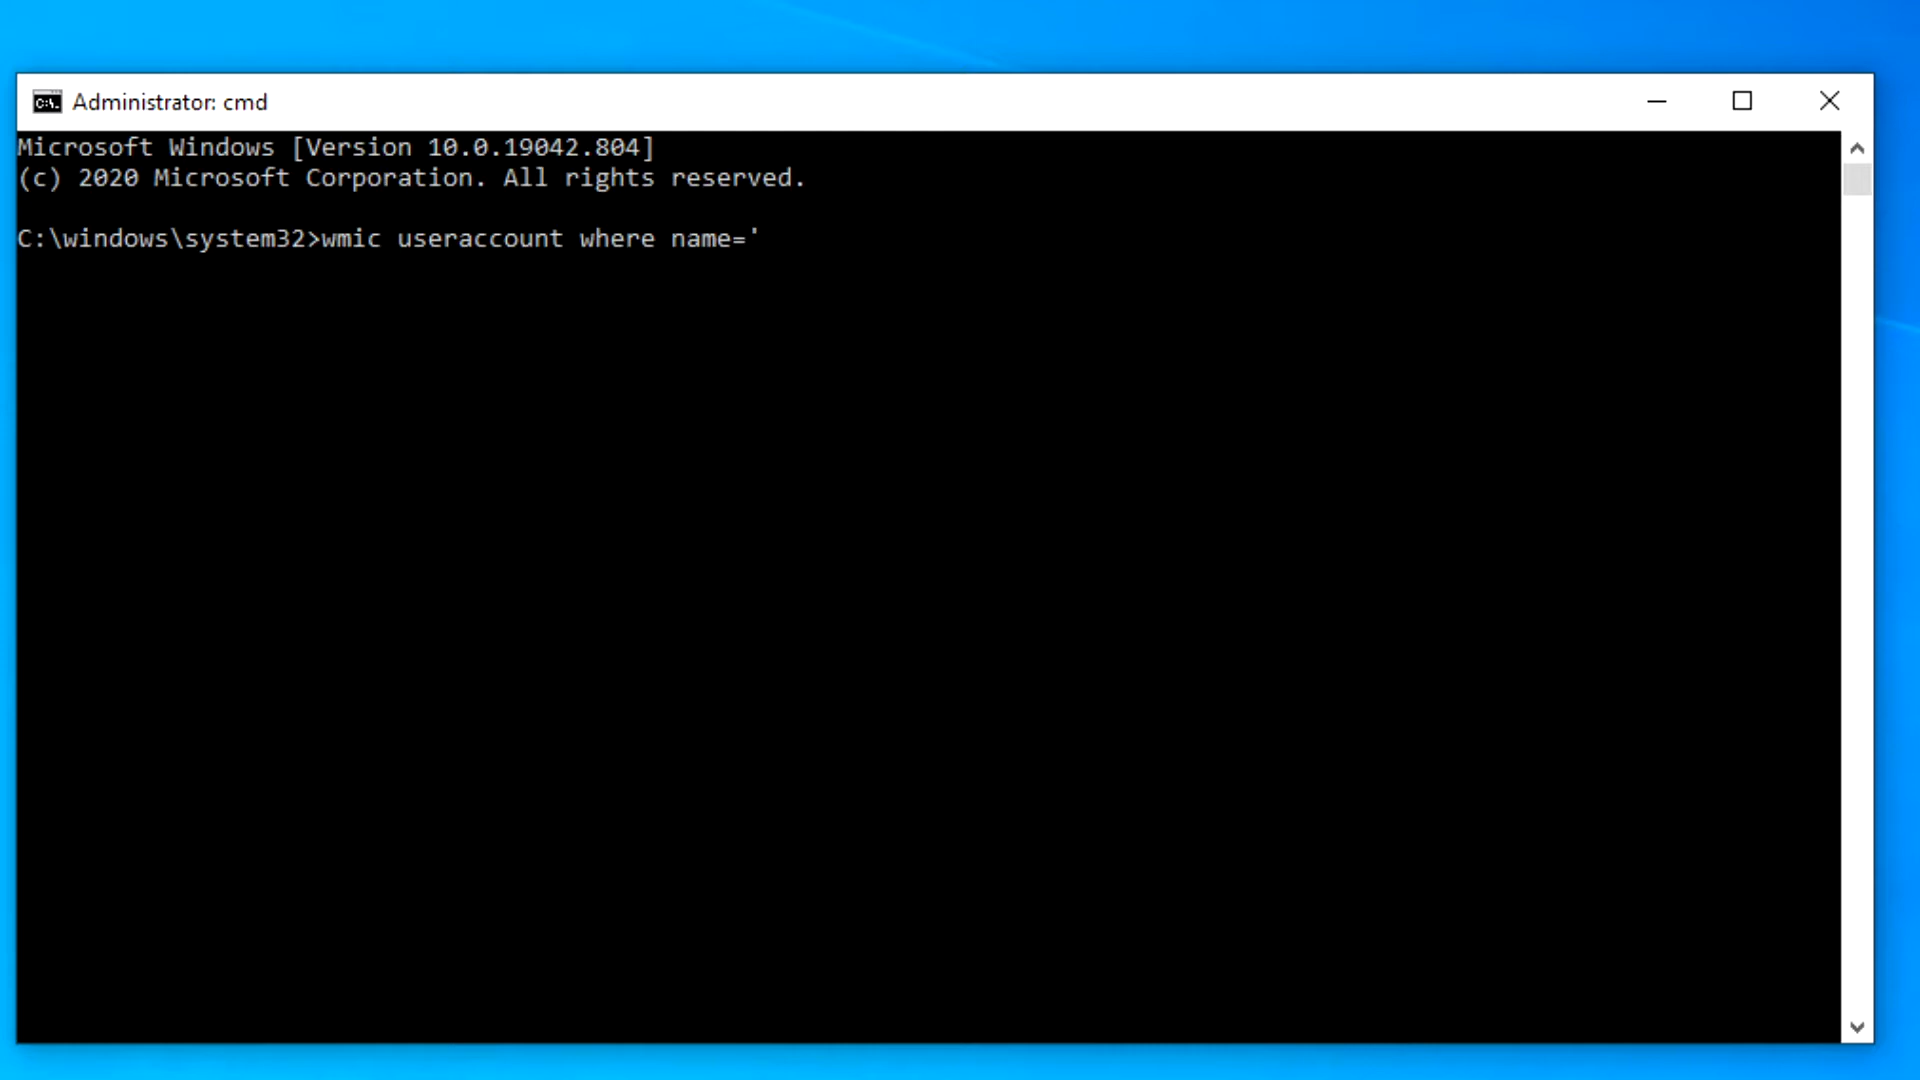 Administrator: cmd
Microsoft Windows [Version 10.0.19042.804]
(c) 2020 Microsoft Corporation. All rights reserved.
C:\windows\system32>wmic useraccount where name='